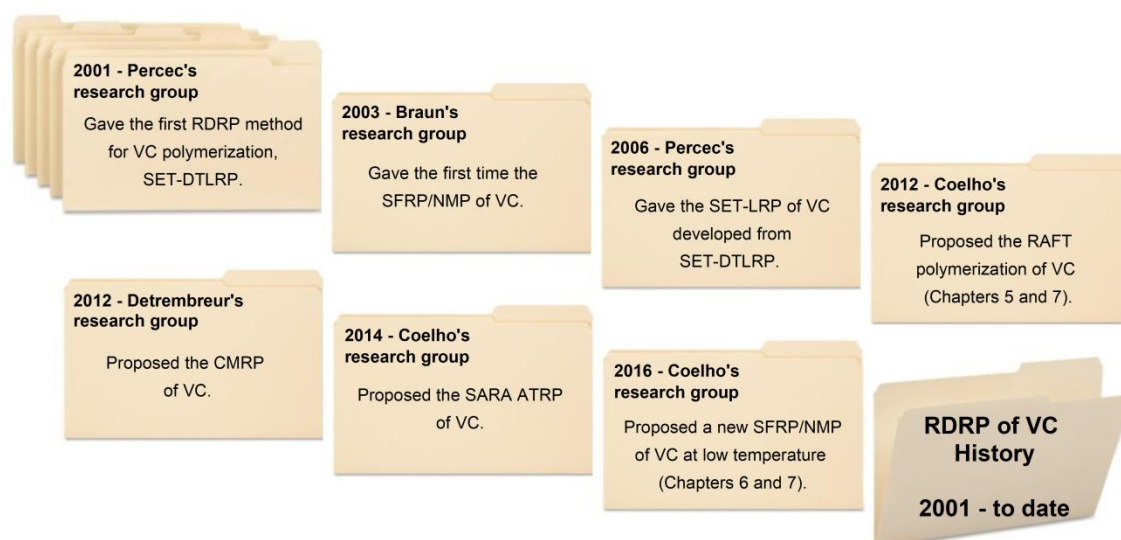 2001 - Percec's
research group
Gave the first RDRP method
for VC polymerization,
SET-DTLRP.
2003 - Braun's
research group
Gave the first time the
SFRP/NMP of VC.
2006 - Percec's
research group
Gave the SET-LRP of VC
developed from
SET-DTLRP.
2012 - Coelho's
research group
Proposed the RAFT
polymerization of VC
(Chapters 5 and 7).
2012 - Detrembreur's
research group
Proposed the CMRP
of VC.
2014 - Coelho's
research group
Proposed the SARA ATRP
of VC.
2016 - Coelho's
research group
Proposed a new SFRP/NMP
of VC at low temperature
(Chapters 6 and 7).
RDRP of VC
History
2001 - to date